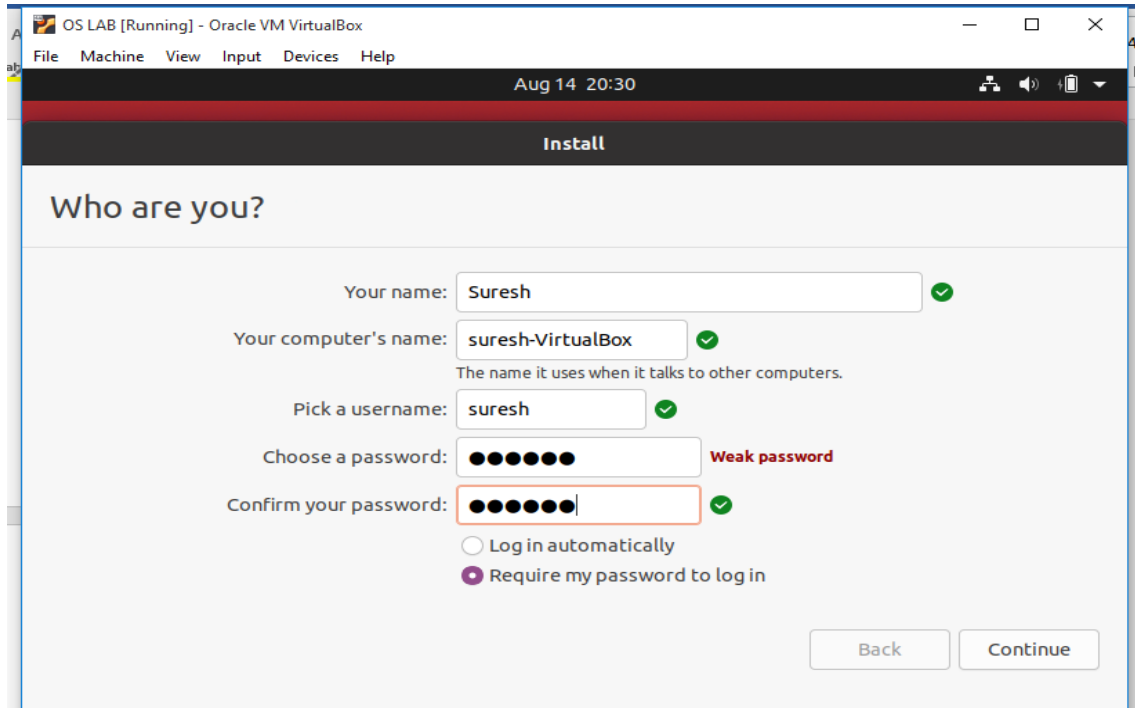 OS LAB [Running] - Oracle VM VirtualBox
File Machine View Input Devices Help
Aug 14 20:30
Install
Who are you?
Your name: Suresh
Your computer's name: suresh-VirtualBox
The name it uses when it talks to other computers.
Pick a username: suresh
Choose a password: ●●●●●● Weak password
Confirm your password: ●●●●●●
Log in automatically
Require my password to log in
Back Continue